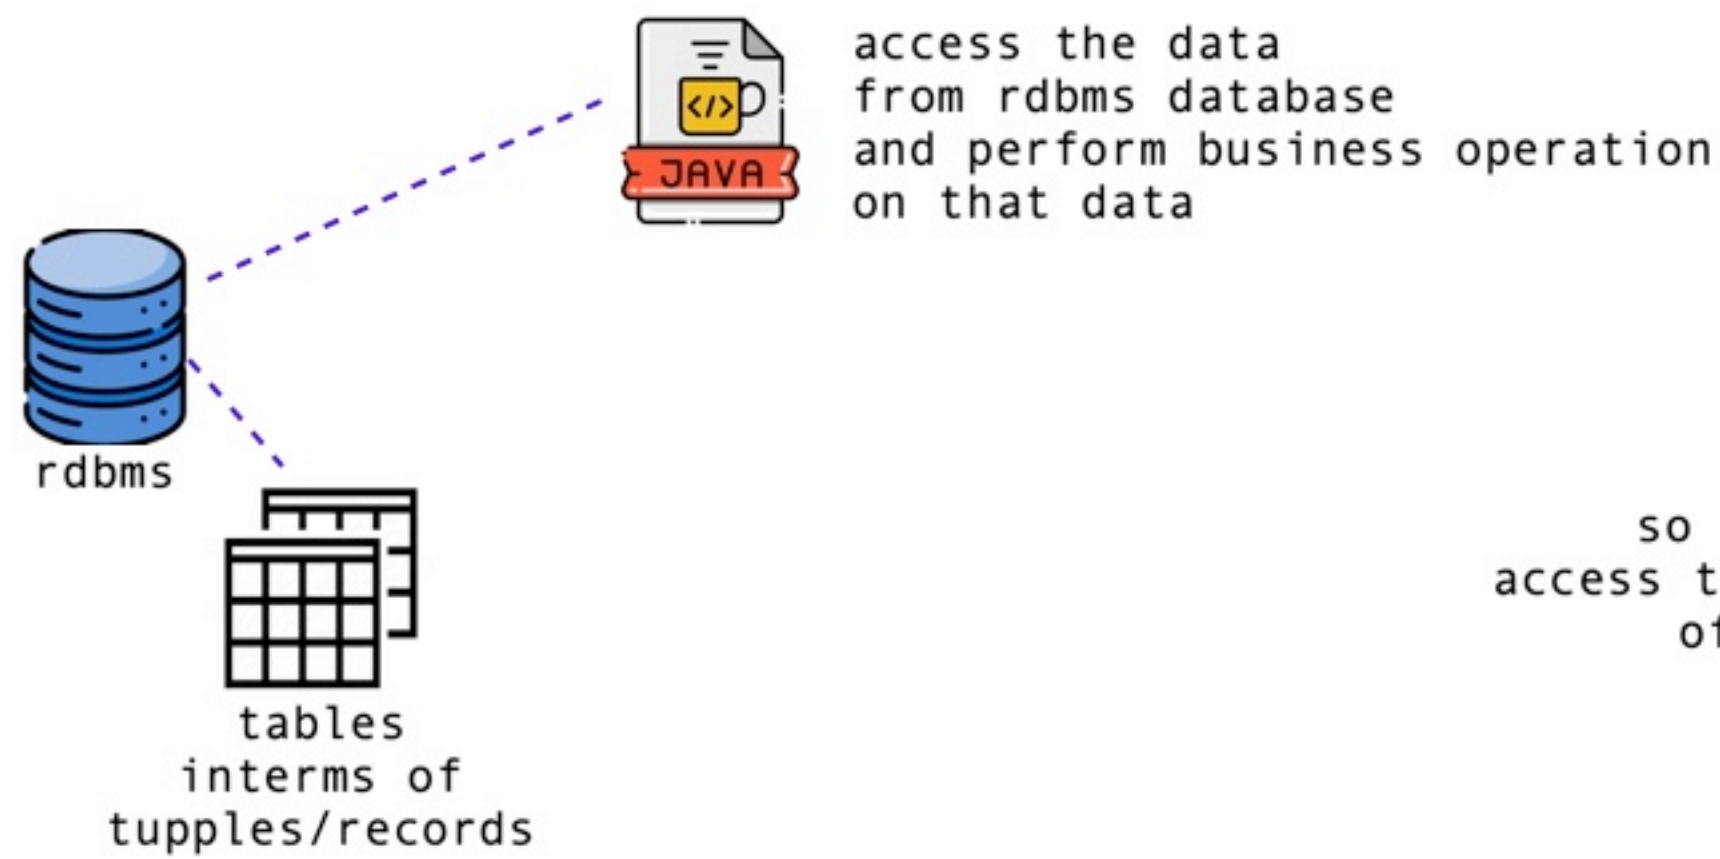 access the data
from rdbms database
and perform business operation
on that data
</>
JAVA
rdbms
tables
interms of
tupples/records
so
access